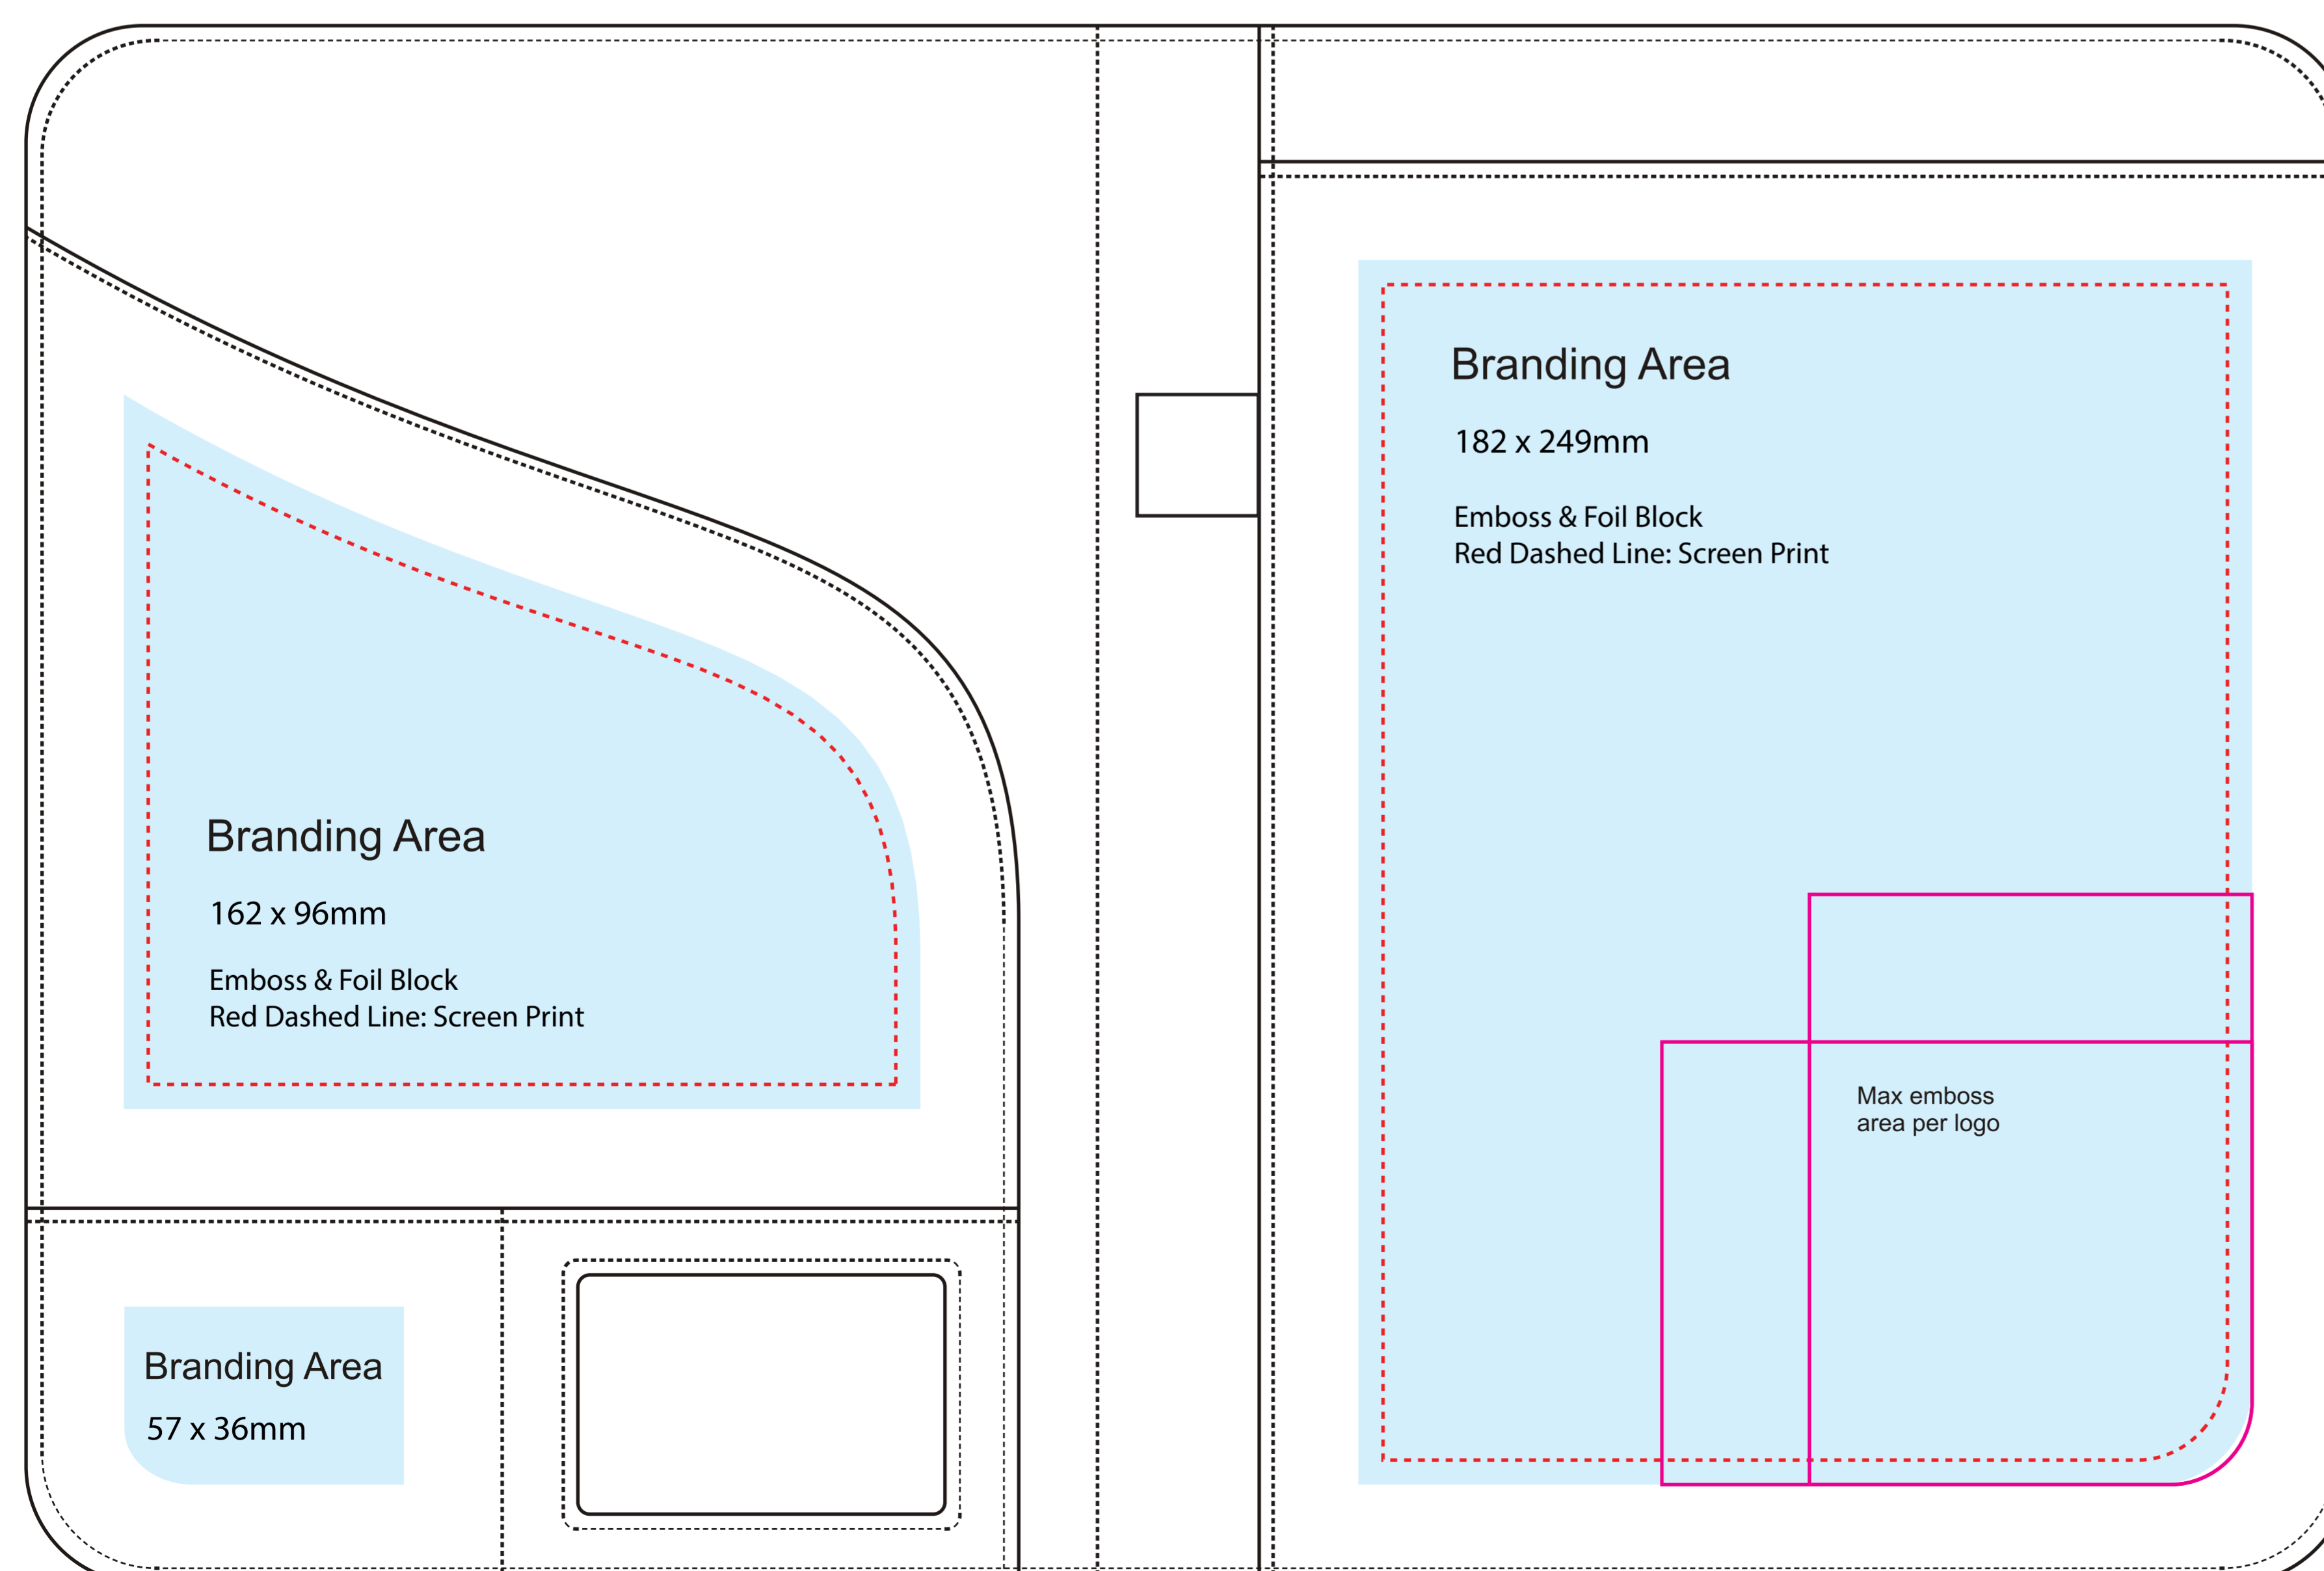 Branding Area
162 x 96mm
Emboss & Foil Block
Red Dashed Line: Screen Print
Branding Area
57 x 36mm
Branding Area
182 x 249mm
Emboss & Foil Block
Red Dashed Line: Screen Print
Max emboss
area per logo